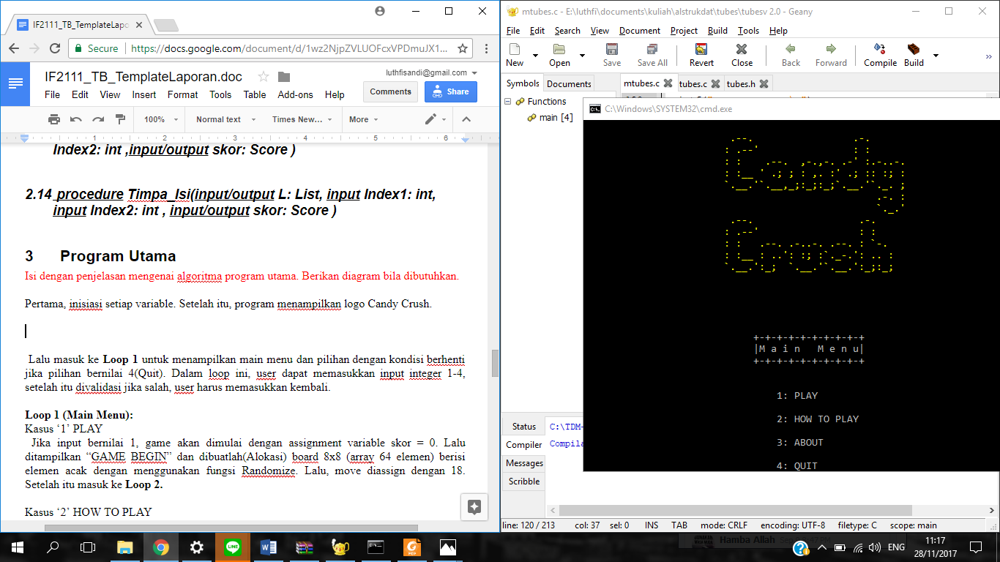 IF2111_TB_TemplateLapo
Secure https://docs.google.com/document/d/1wz2NjpZVLUOFcxVPDmuJX1...
IF2111_TB_TemplateLaporan.doc
luthfisandi@gmail.com
File Edit View Insert Format Tools Table Add-ons Help
Comments Share
100% Normal text Times New... More
1 2 3 4 5 6
Index2: int ,input/output skor: Score )
2.14 procedure Timpa_Isi(input/output L: List, input Index1: int,
input Index2: int , input/output skor: Score )
3 Program Utama
Isi dengan penjelasan mengenai algoritma program utama. Berikan diagram bila dibutuhkan.
Pertama, inisiasi setiap variable. Setelah itu, program menampilkan logo Candy Crush.
Lalu masuk ke Loop 1 untuk menampilkan main menu dan pilihan dengan kondisi berhenti
jika pilihan bernilai 4(Quit). Dalam loop ini, user dapat memasukkan input integer 1-4,
setelah itu divalidasi jika salah, user harus memasukkan kembali.
Loop 1 (Main Menu):
Kasus ‘1’ PLAY
Jika input bernilai 1, game akan dimulai dengan assignment variable skor = 0. Lalu
ditampilkan “GAME BEGIN” dan dibuatlah(Alokasi) board 8x8 (array 64 elemen) berisi
elemen acak dengan menggunakan fungsi Randomize. Lalu, move diassign dengan 18.
Setelah itu masuk ke Loop 2.
Kasus ‘2’ HOW TO PLAY
mtubes.c - E:\luthfi\documents\kuliah\alstrukdat\tubes\tubesv 2.0 - Geany
File Edit Search View Document Project Build Tools Help
New Open Save Save All Revert Close Back Forward Compile Build
Symbols Documents
mtubes.c tubes.c tubes.h
Functions
main [4]
C:\Windows\SYSTEM32\cmd.exe
Candy
Crush
+-+-+-+-+-+-+-+-+-+
|M a i n   M e n u|
+-+-+-+-+-+-+-+-+-+
1: PLAY
2: HOW TO PLAY
3: ABOUT
4: QUIT
Status
Compiler
Messages
Scribble
C:\TDM-
Compila
line: 120 / 213 col: 37 sel: 0 INS TAB mode: CRLF encoding: UTF-8 filetype: C scope: main
Hamba Allah
ENG
11:17
28/11/2017